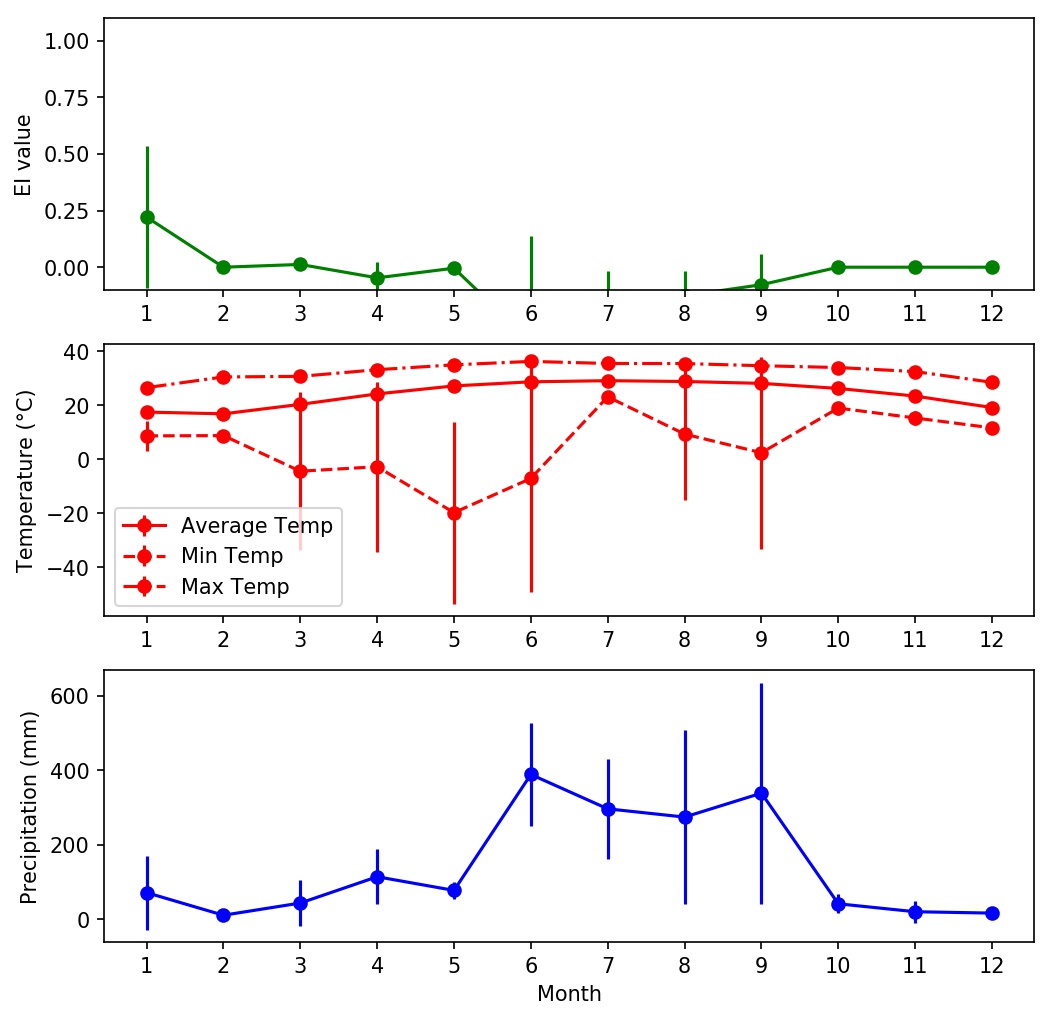 EI value
1.00
0.75
0.50
0.25
0.00
1 2 3 4 5 6 7 8 9 10 11 12
Temperature (°C)
40
20
0
−20
−40
Average Temp
Min Temp
Max Temp
1 2 3 4 5 6 7 8 9 10 11 12
Precipitation (mm)
600
400
200
0
1 2 3 4 5 6 7 8 9 10 11 12
Month